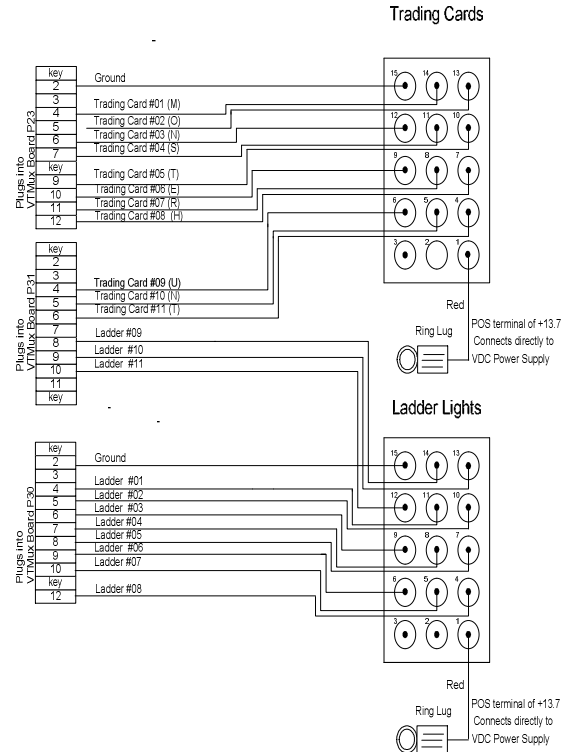 Trading Cards
key
2
3
4
5
6
7
key
9
10
11
12
Plugs into
VTMux Board P23
Ground
Trading Card #01 (M)
Trading Card #02 (O)
Trading Card #03 (N)
Trading Card #04 (S)
Trading Card #05 (T)
Trading Card #06 (E)
Trading Card #07 (R)
Trading Card #08 (H)
15 14 13
12 11 10
9 8 7
6 5 4
3 2 1
Red
Ring Lug
POS terminal of +13.7
Connects directly to
VDC Power Supply
key
2
3
4
5
6
7
8
9
10
11
key
Plugs into
VTMux Board P31
Trading Card #09 (U)
Trading Card #10 (N)
Trading Card #11 (T)
Ladder #09
Ladder #10
Ladder #11
Ladder Lights
key
2
3
4
5
6
7
8
9
10
key
12
Plugs into
VTMux Board P30
Ground
Ladder #01
Ladder #02
Ladder #03
Ladder #04
Ladder #05
Ladder #06
Ladder #07
Ladder #08
15 14 13
12 11 10
9 8 7
6 5 4
3 2 1
Red
Ring Lug
POS terminal of +13.7
Connects directly to
VDC Power Supply